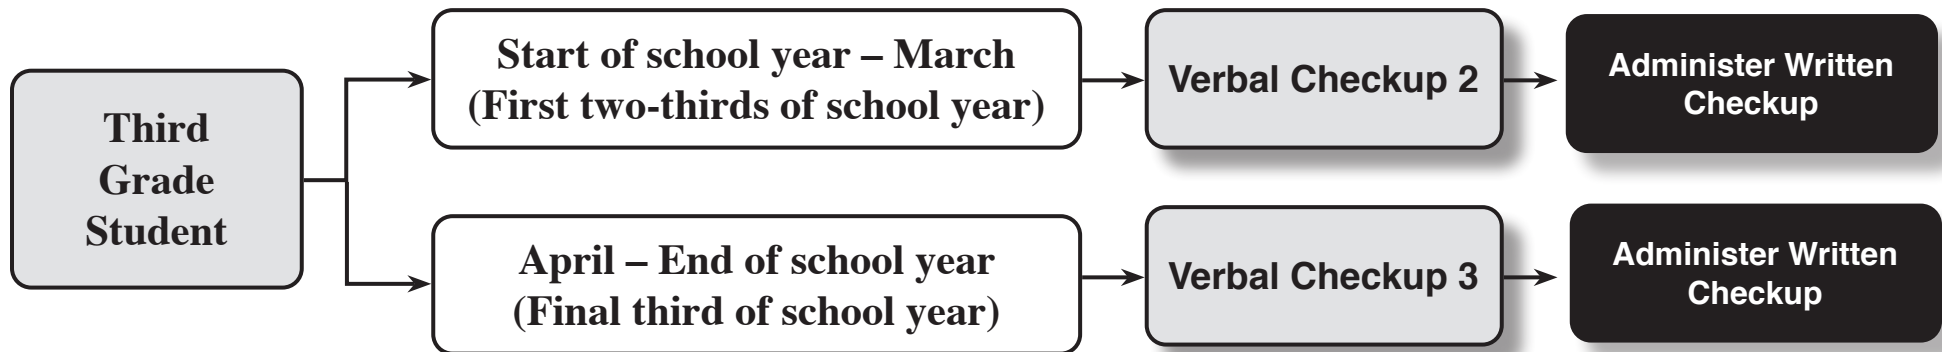 Third
Grade
Student
Start of school year – March
(First two-thirds of school year)
Verbal Checkup 2
Administer Written
Checkup
April – End of school year
(Final third of school year)
Verbal Checkup 3
Administer Written
Checkup